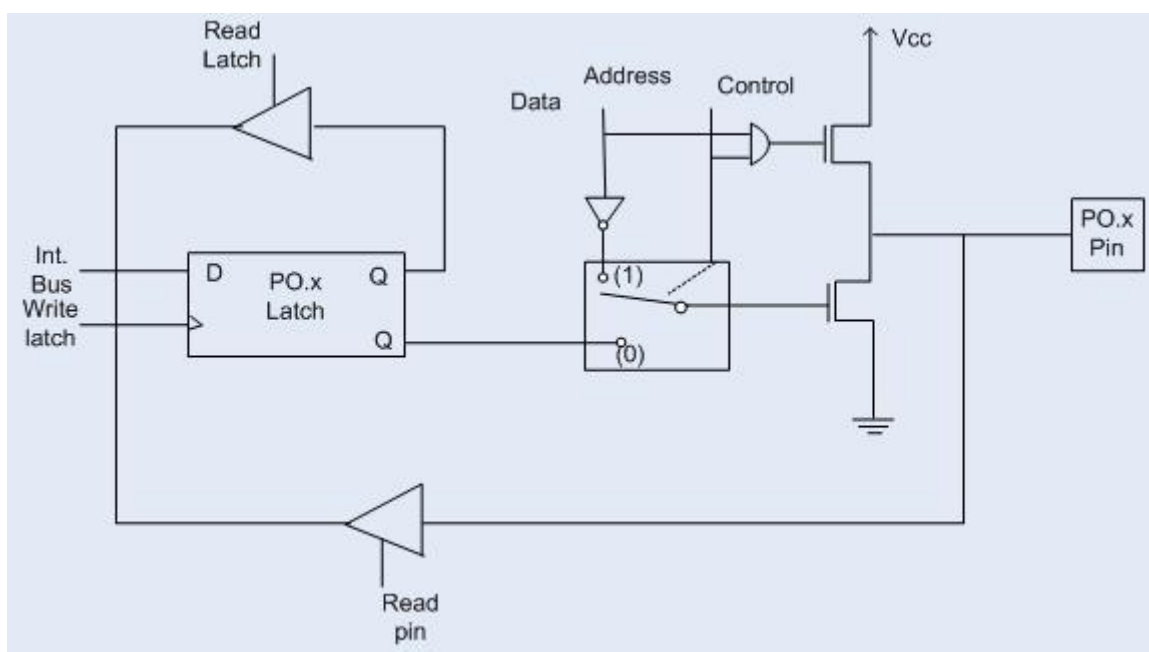 Read
Latch
Address
Data
Control
Vcc
Int.
Bus
Write
latch
D
PO.x
Latch
Q
Q
(1)
(0)
PO.x
Pin
Read
pin